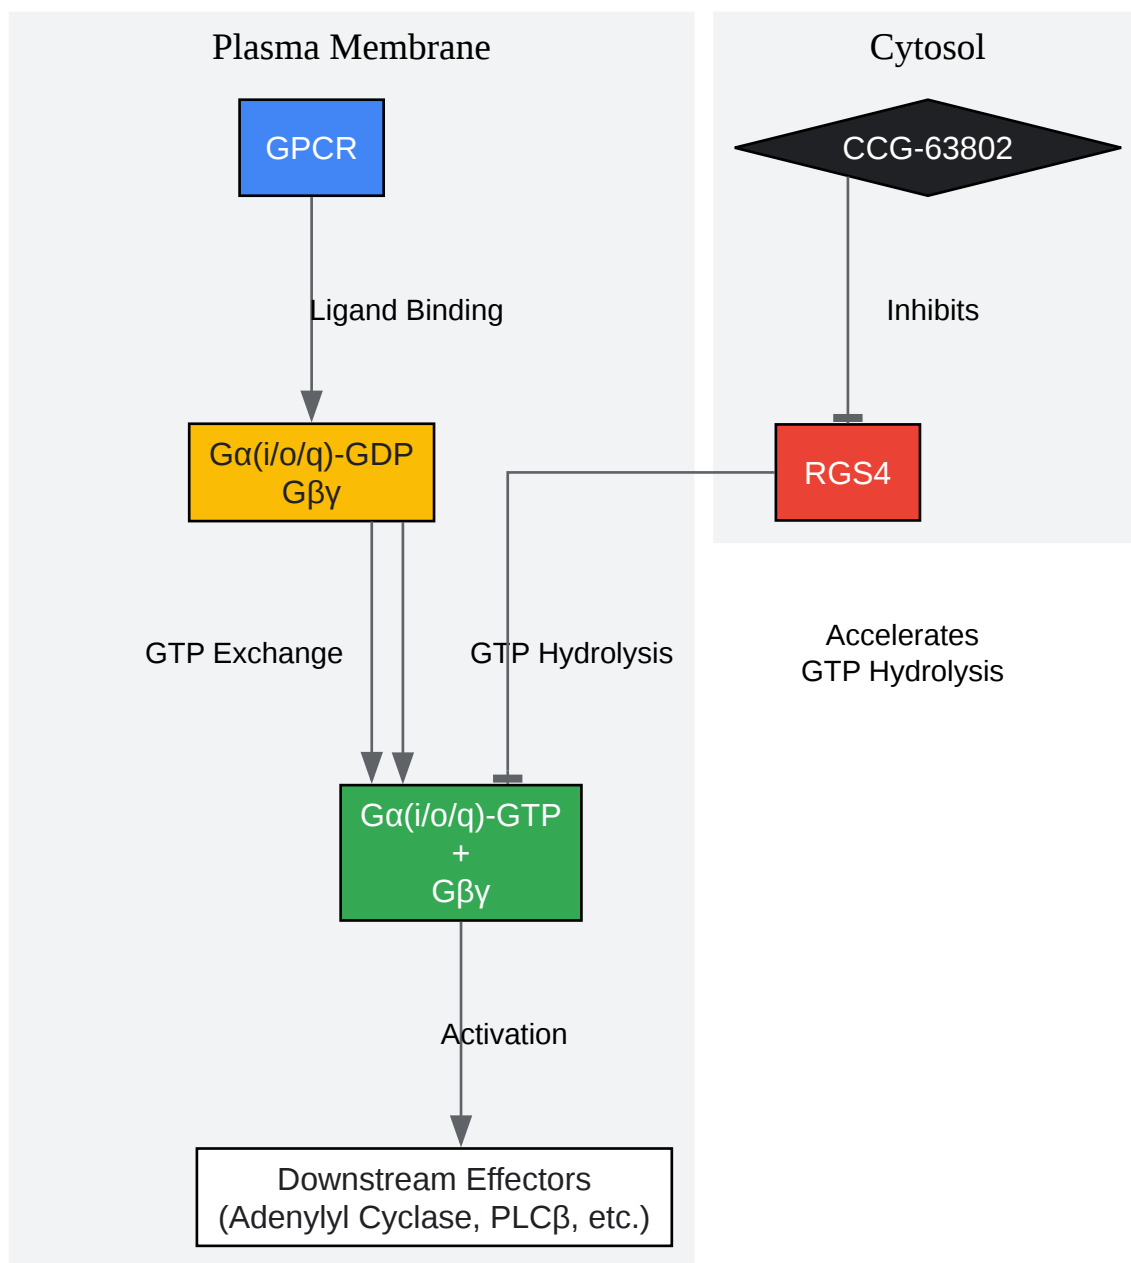 Plasma Membrane
Cytosol
GPCR
CCG-63802
Ligand Binding
Inhibits
Gα(i/o/q)-GDP
Gβγ
RGS4
GTP Exchange
GTP Hydrolysis
Accelerates
GTP Hydrolysis
Gα(i/o/q)-GTP
+
Gβγ
Activation
Downstream Effectors
(Adenylyl Cyclase, PLCβ, etc.)